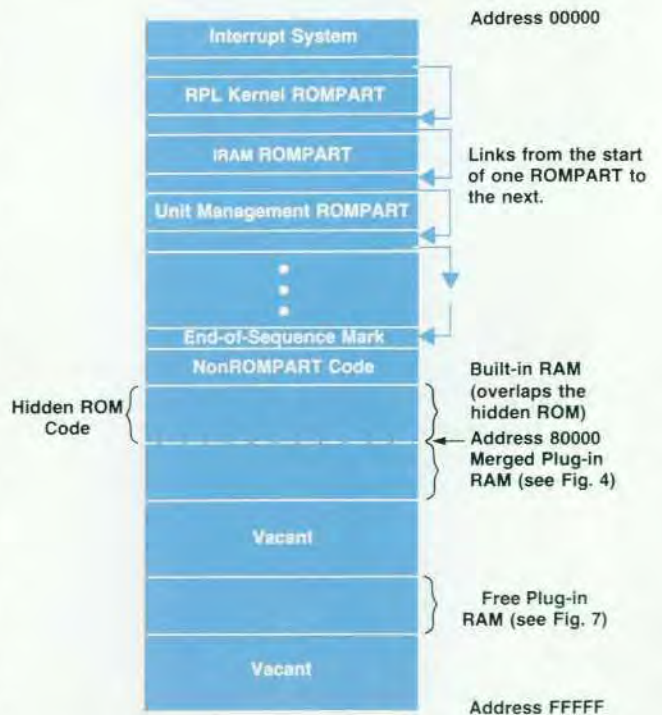 Address 00000
Interrupt System
RPL Kernel ROMPART
IRAM ROMPART
Links from the start
of one ROMPART to
the next.
Unit Management ROMPART
End-of-Sequence Mark
NonROMPART Code
Hidden ROM
Code
Built-in RAM
(overlaps the
hidden ROM)
Address 80000
Merged Plug-in
RAM (see Fig. 4)
Vacant
Free Plug-in
RAM (see Fig. 7)
Vacant
Address FFFFF